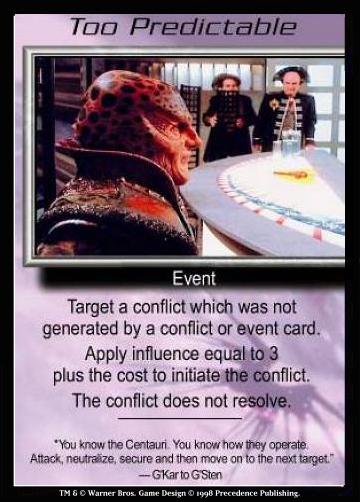 Too Predictable
Event
Target a conflict which was not
generated by a conflict or event card.
Apply influence equal to 3
plus the cost to initiate the conflict.
The conflict does not resolve.
"You know the Centauri. You know how they operate.
Attack, neutralize, secure and then move on to the next target."
— G'Kar to G'Sten
TM & © Warner Bros. Game Design © 1998 Precedence Publishing.